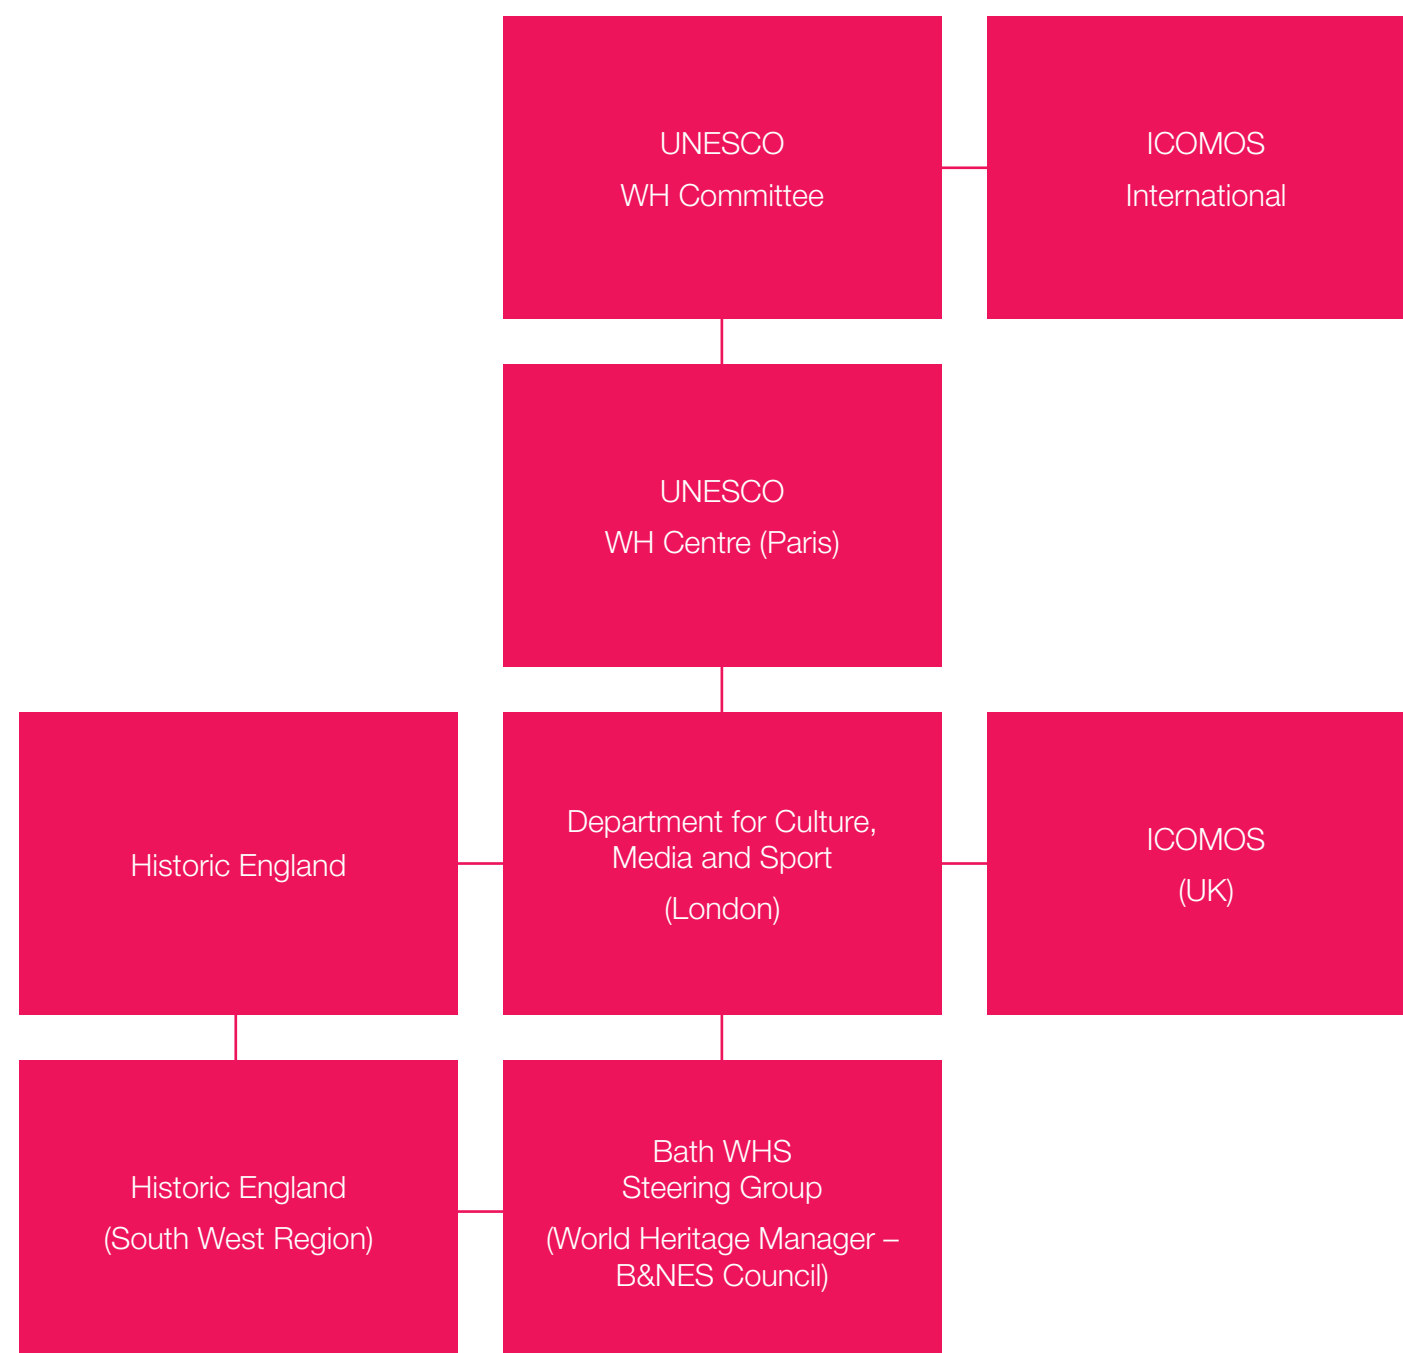 UNESCO
WH Committee
ICOMOS
International
UNESCO
WH Centre (Paris)
Historic England
Department for Culture,
Media and Sport
(London)
ICOMOS
(UK)
Historic England
(South West Region)
Bath WHS
Steering Group
(World Heritage Manager –
B&NES Council)